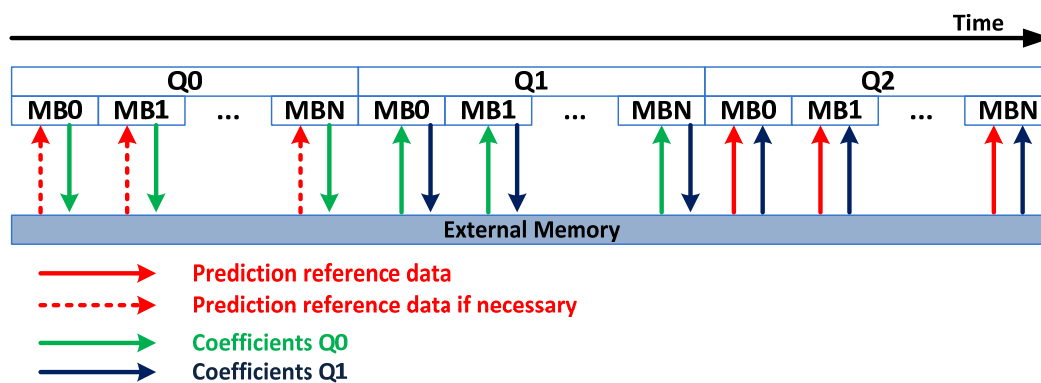 Time
Q0 Q1 Q2
MB0 MB1 ... MBN MB0 MB1 ... MBN MB0 MB1 ... MBN
External Memory
Prediction reference data
Prediction reference data if necessary
Coefficients Q0
Coefficients Q1